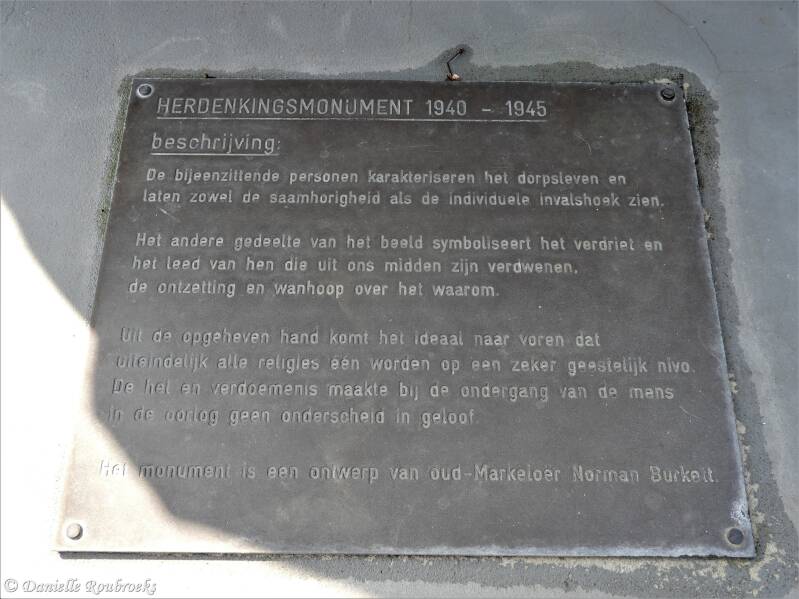 HERDENKINGSMONUMENT 1940 - 1945
beschrijving:
De bijeenzittende personen karakteriseren het dorpsleven en
laten zowel de saamhorigheid als de individuele invalshoek zien.
Het andere gedeelte van het beeld symboliseert het verdriet en
het leed van hen die uit ons midden zijn verdwenen,
de ontzetting en wanhoop over het waarom.
Uit de opgeheven hand komt het ideaal naar voren dat
uiteindelijk alle religies één worden op een zeker geestelijk nivo.
De hel en verdoemenis maakte bij de ondergang van de mens
in de oorlog geen onderscheid in geloof.
Het monument is een ontwerp van oud-Markeloër Norman Burkett.
© Danielle Roubroeks